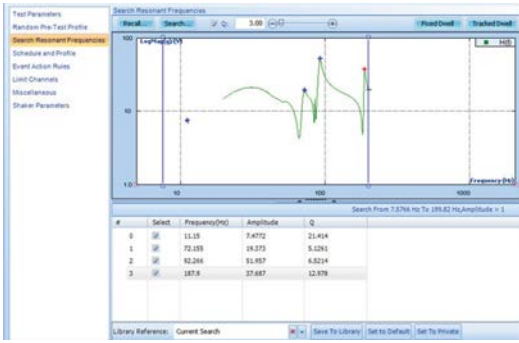 Test Parameters
Random Pre-Test Profile
Search Resonant Frequencies
Schedule and Profile
Event Action Rules
Limit Channels
Miscellaneous
Shaker Parameters
Search Resonant Frequencies
Recall... Search... Q: 3.00 Fixed Dwell Tracked Dwell
LogMag(g)/(V) H(f)
100
10
1.0
Frequency(Hz)
10 100 1000
Search From 7.5766 Hz To 199.82 Hz,Amplitude > 1
# Select Frequency(Hz) Amplitude Q
0 11.15 7.4772 21.414
1 72.155 19.373 5.1261
2 92.266 51.957 6.5214
3 187.9 37.687 12.978
Library Reference: Current Search Save To Library Set to Default Set To Private